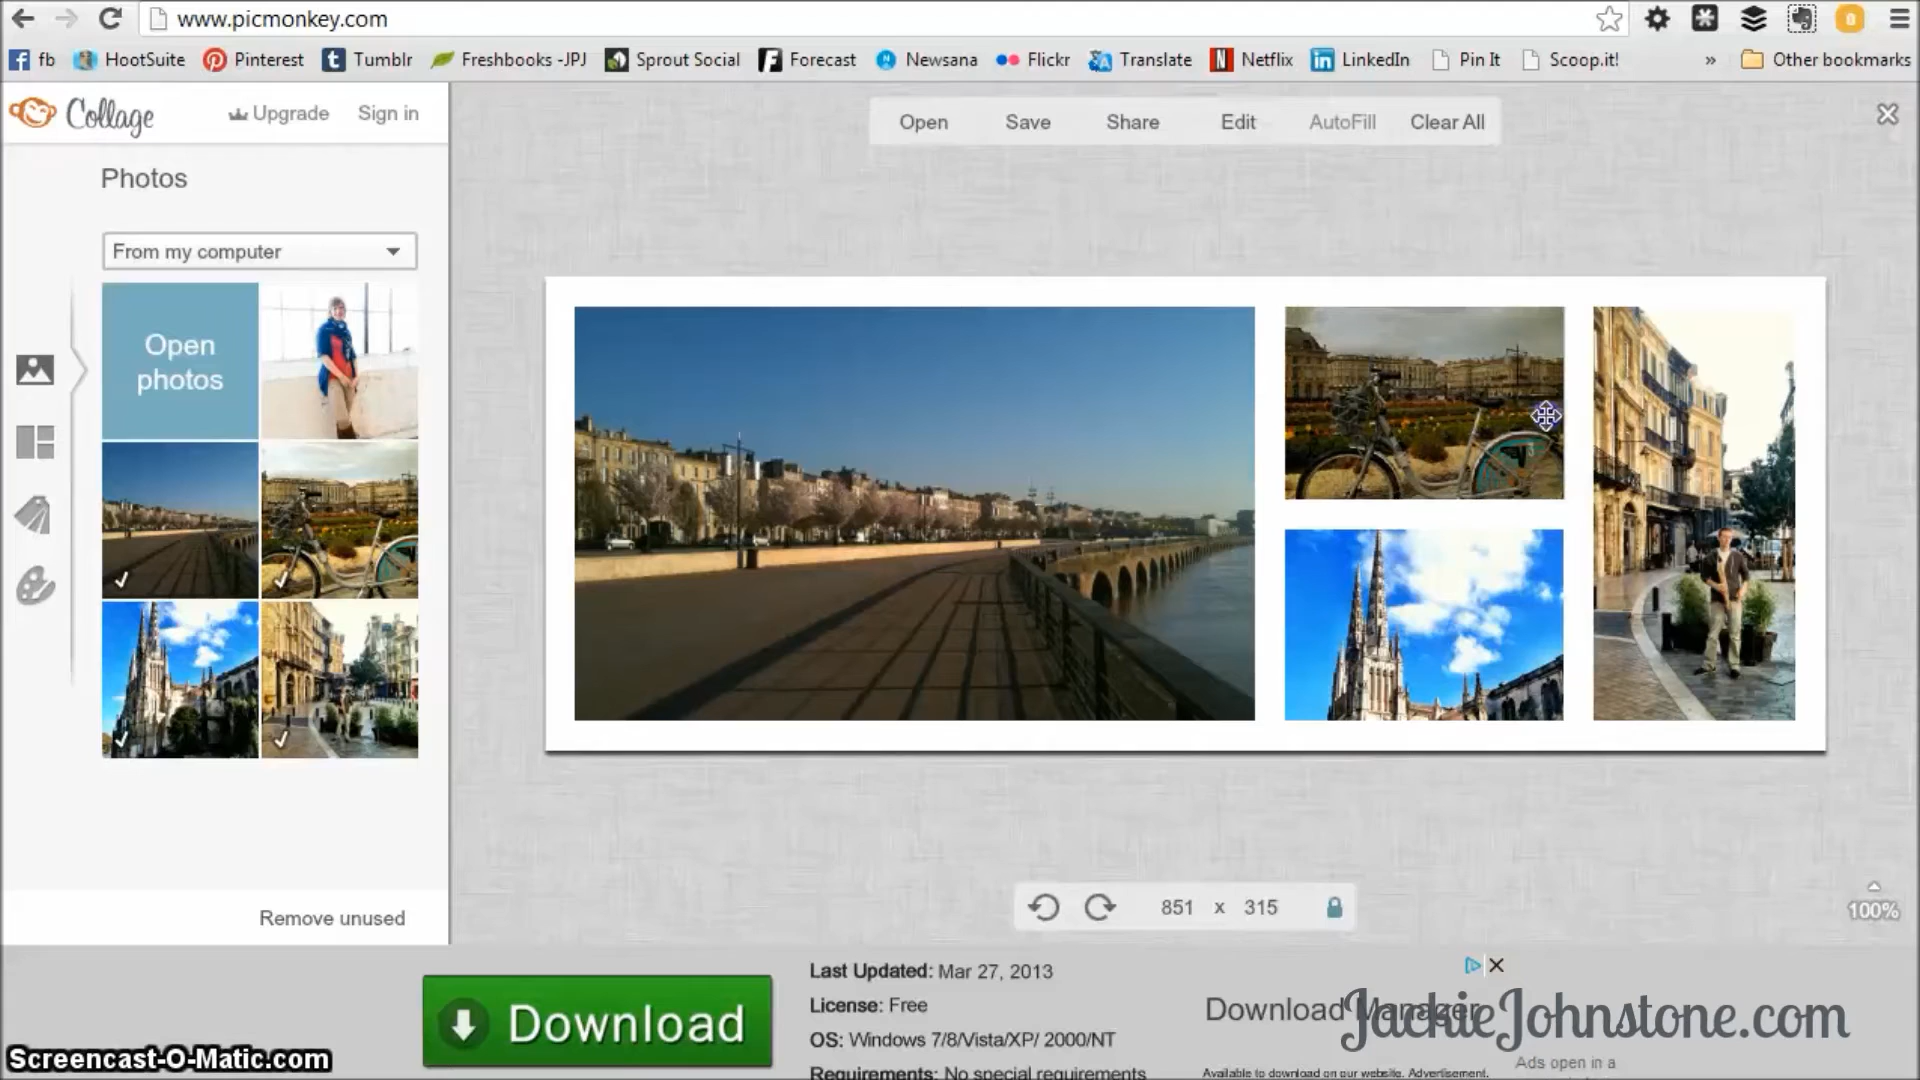 www.picmonkey.com
fb HootSuite Pinterest Tumblr Freshbooks -JPJ Sprout Social Forecast Newsana Flickr Translate Netflix LinkedIn Pin It Scoop.it! » Other bookmarks
Collage Upgrade Sign in
Open Save Share Edit AutoFill Clear All
Photos
From my computer
Open
photos
Remove unused
851 x 315
100%
Last Updated: Mar 27, 2013
License: Free
Download
OS: Windows 7/8/Vista/XP/ 2000/NT
Requirements: No special requirements
Download Manager
JackieJohnstone.com
Ads open in a
Available to download on our website. Advertisement.
Screencast-O-Matic.com